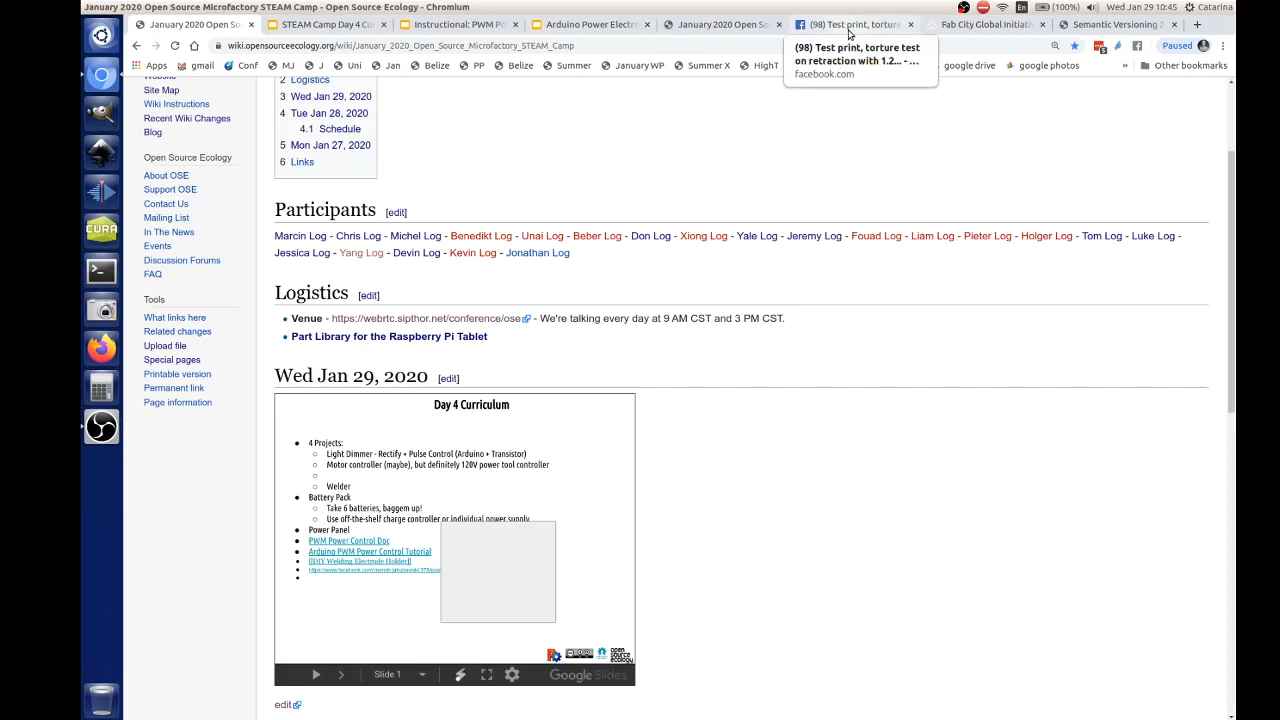 January 2020 Open Source Microfactory STEAM Camp - Open Source Ecology - Chromium
En (100%) Wed Jan 29 10:45 Catarina
January 2020 Open So
STEAM Camp Day 4 Cu
Instructional: PWM Po
Arduino Power Electro
January 2020 Open So
(98) Test print, torture
Fab City Global Initiati
Semantic Versioning 2
wiki.opensourceecology.org/wiki/January_2020_Open_Source_Microfactory_STEAM_Camp
Paused
Apps gmail Conf MJ J Uni Jan Belize PP Belize Summer January WP Summer X HighT google drive google photos » Other bookmarks
(98) Test print, torture test
on retraction with 1.2... - ...
facebook.com
Website
Site Map
Wiki Instructions
Recent Wiki Changes
Blog
Open Source Ecology
About OSE
Support OSE
Contact Us
Mailing List
In The News
Events
Discussion Forums
FAQ
Tools
What links here
Related changes
Upload file
Special pages
Printable version
Permanent link
Page information
CURA
2 Logistics
3 Wed Jan 29, 2020
4 Tue Jan 28, 2020
4.1 Schedule
5 Mon Jan 27, 2020
6 Links
Participants [edit]
Marcin Log - Chris Log - Michel Log - Benedikt Log - Unai Log - Beber Log - Don Log - Xiong Log - Yale Log - Jeremy Log - Fouad Log - Liam Log - Pieter Log - Holger Log - Tom Log - Luke Log -
Jessica Log - Yang Log - Devin Log - Kevin Log - Jonathan Log
Logistics [edit]
Venue - https://webrtc.sipthor.net/conference/ose - We're talking every day at 9 AM CST and 3 PM CST.
Part Library for the Raspberry Pi Tablet
Wed Jan 29, 2020 [edit]
Day 4 Curriculum
4 Projects:
Light Dimmer - Rectify + Pulse Control (Arduino + Transistor)
Motor controller (maybe), but definitely 120V power tool controller
Welder
Battery Pack
Take 6 batteries, baggem up!
Use off-the-shelf charge controller or individual power supply
Power Panel
PWM Power Control Doc
Arduino PWM Power Control Tutorial
[[DIY Welding Electrode Holder]]
open
source
ecology
Slide 1
Google Slides
edit